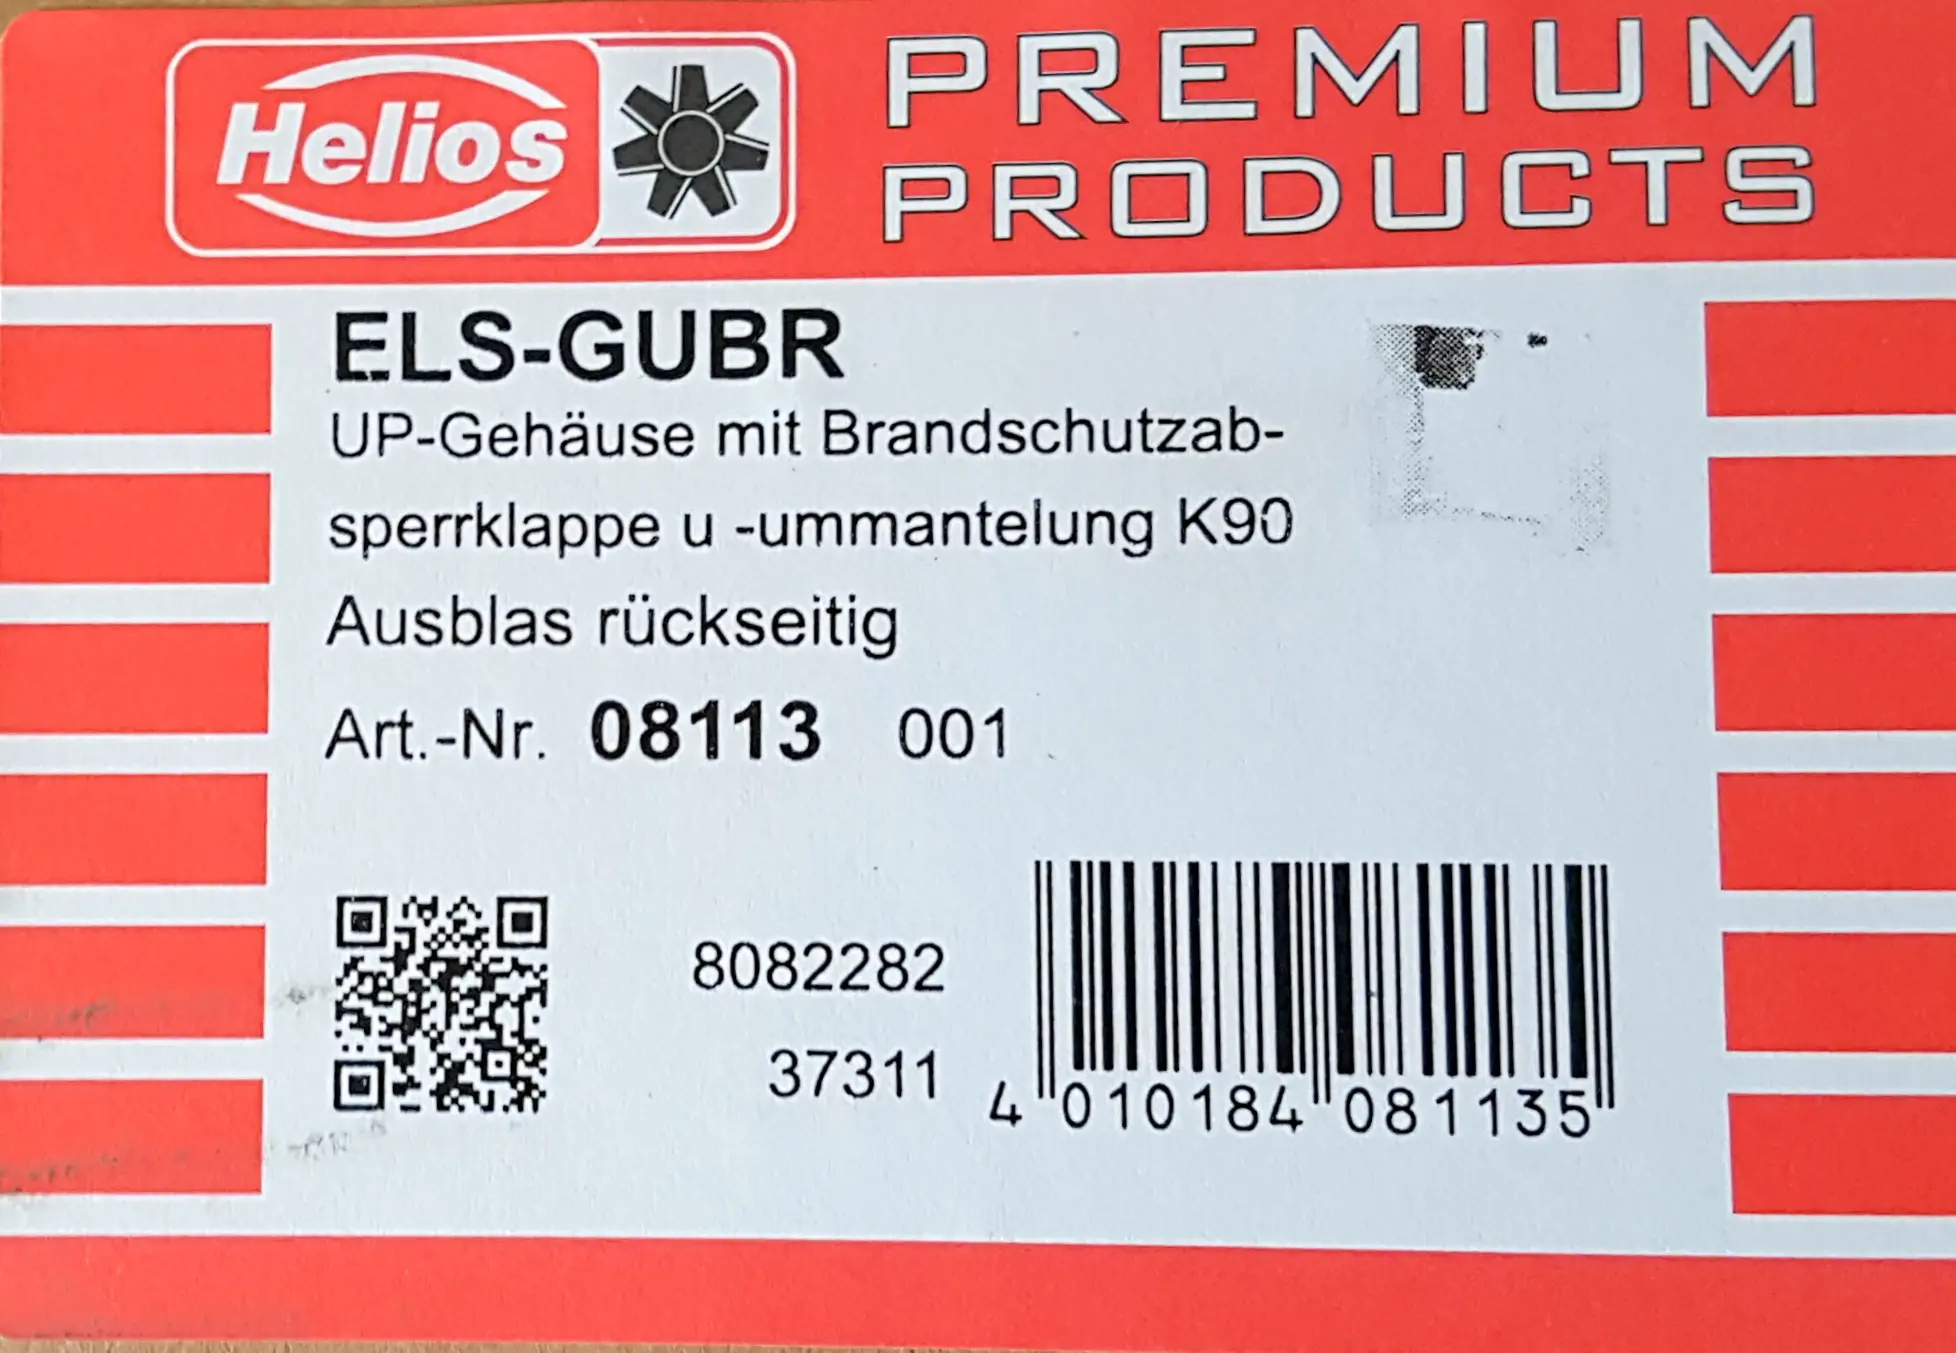 Helios
PREMIUM
PRODUCTS
ELS-GUBR
UP-Gehäuse mit Brandschutzab-
sperrklappe u -ummantelung K90
Ausblas rückseitig
Art.-Nr. 08113 001
8082282
37311
4 010184 081135